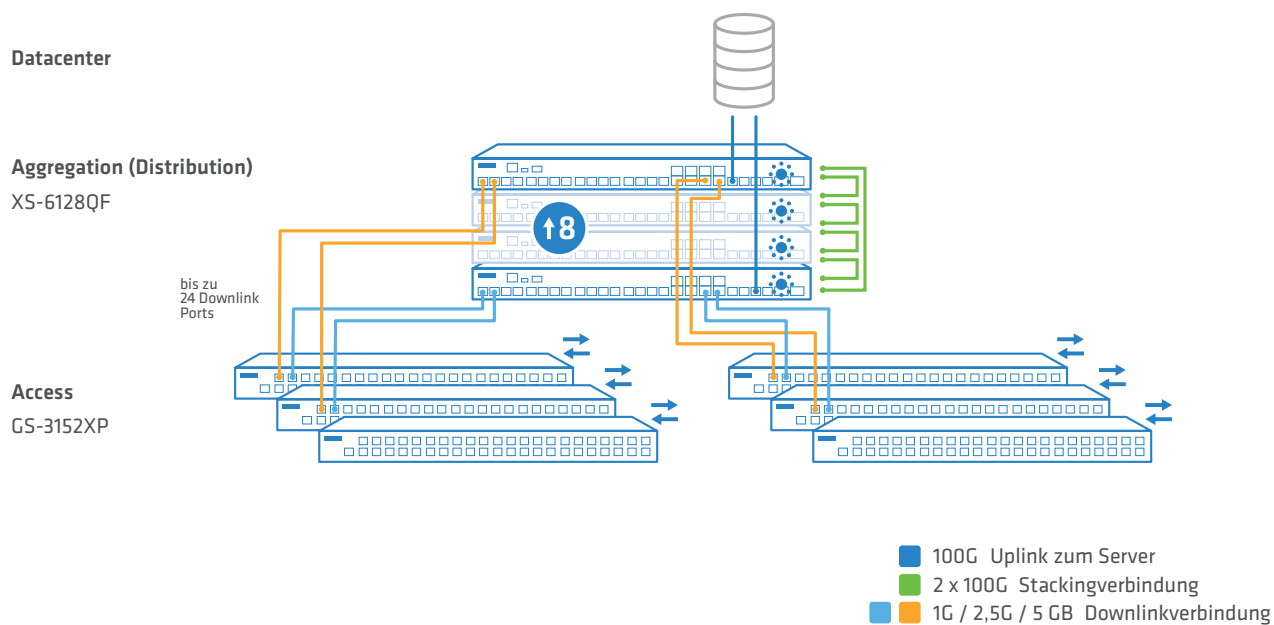 Datacenter
Aggregation (Distribution)
XS-6128QF
8
bis zu
24 Downlink
Ports
Access
GS-3152XP
100G Uplink zum Server
2 x 100G Stackingverbindung
1G / 2,5G / 5 GB Downlinkverbindung